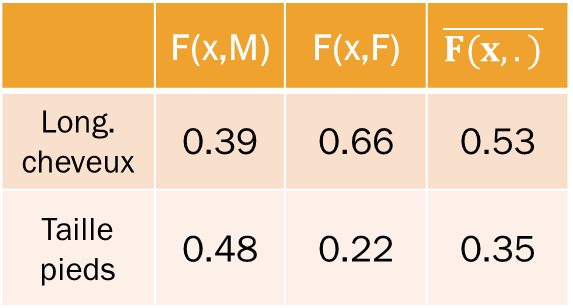 F(x,M) F(x,F) F(x, .)
Long.
cheveux
0.39 0.66 0.53
Taille
pieds
0.48 0.22 0.35